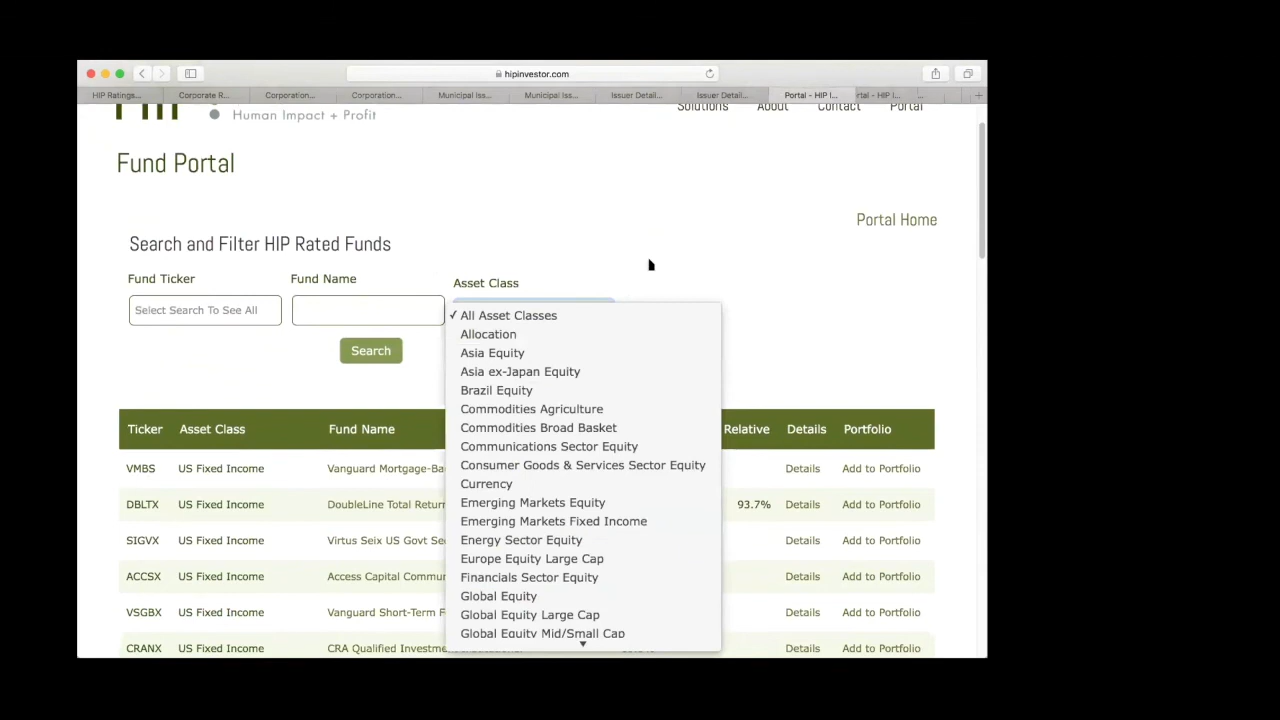 hipinvestor.com
HIP Ratings... Corporate R... Corporation... Corporation... Municipal Iss... Municipal Iss... Issuer Detail... Issuer Detail... Portal - HIP I... rtal - HIP I... ...
Human Impact + Profit
Solutions About Contact Portal
Fund Portal
Portal Home
Search and Filter HIP Rated Funds
Fund Ticker Fund Name Asset Class
Select Search To See All
✓ All Asset Classes
Allocation
Search
Asia Equity
Asia ex-Japan Equity
Brazil Equity
Commodities Agriculture
Commodities Broad Basket
Communications Sector Equity
Consumer Goods & Services Sector Equity
Currency
Emerging Markets Equity
Emerging Markets Fixed Income
Energy Sector Equity
Europe Equity Large Cap
Financials Sector Equity
Global Equity
Global Equity Large Cap
Global Equity Mid/Small Cap
Ticker Asset Class Fund Name Relative Details Portfolio
VMBS US Fixed Income Vanguard Mortgage-Ba Details Add to Portfolio
DBLTX US Fixed Income DoubleLine Total Return 93.7% Details Add to Portfolio
SIGVX US Fixed Income Virtus Seix US Govt Se Details Add to Portfolio
ACCSX US Fixed Income Access Capital Commu Details Add to Portfolio
VSGBX US Fixed Income Vanguard Short-Term F Details Add to Portfolio
CRANX US Fixed Income CRA Qualified Investme Details Add to Portfolio